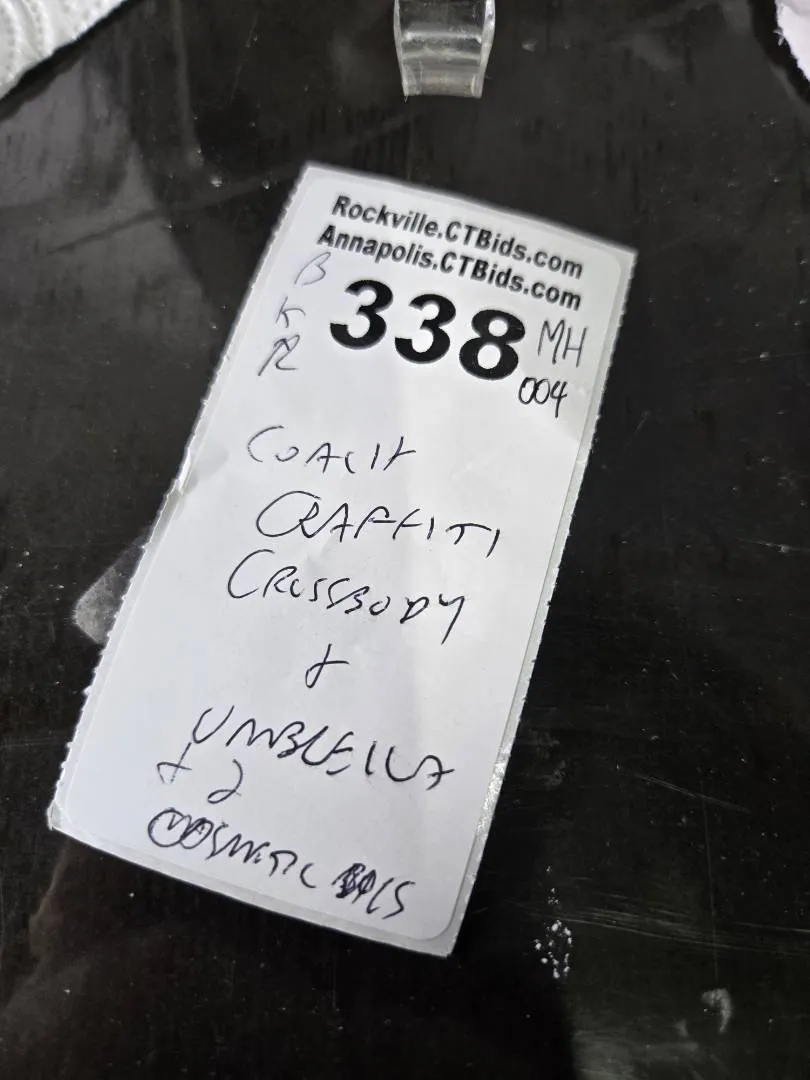 Rockville.CTBids.com
Annapolis.CTBids.com
B
K
R
338 MH
004
COACH
GRAFFITI
CROSSBODY
+
UMBRELLA
+ 2
COSMETIC BAGS